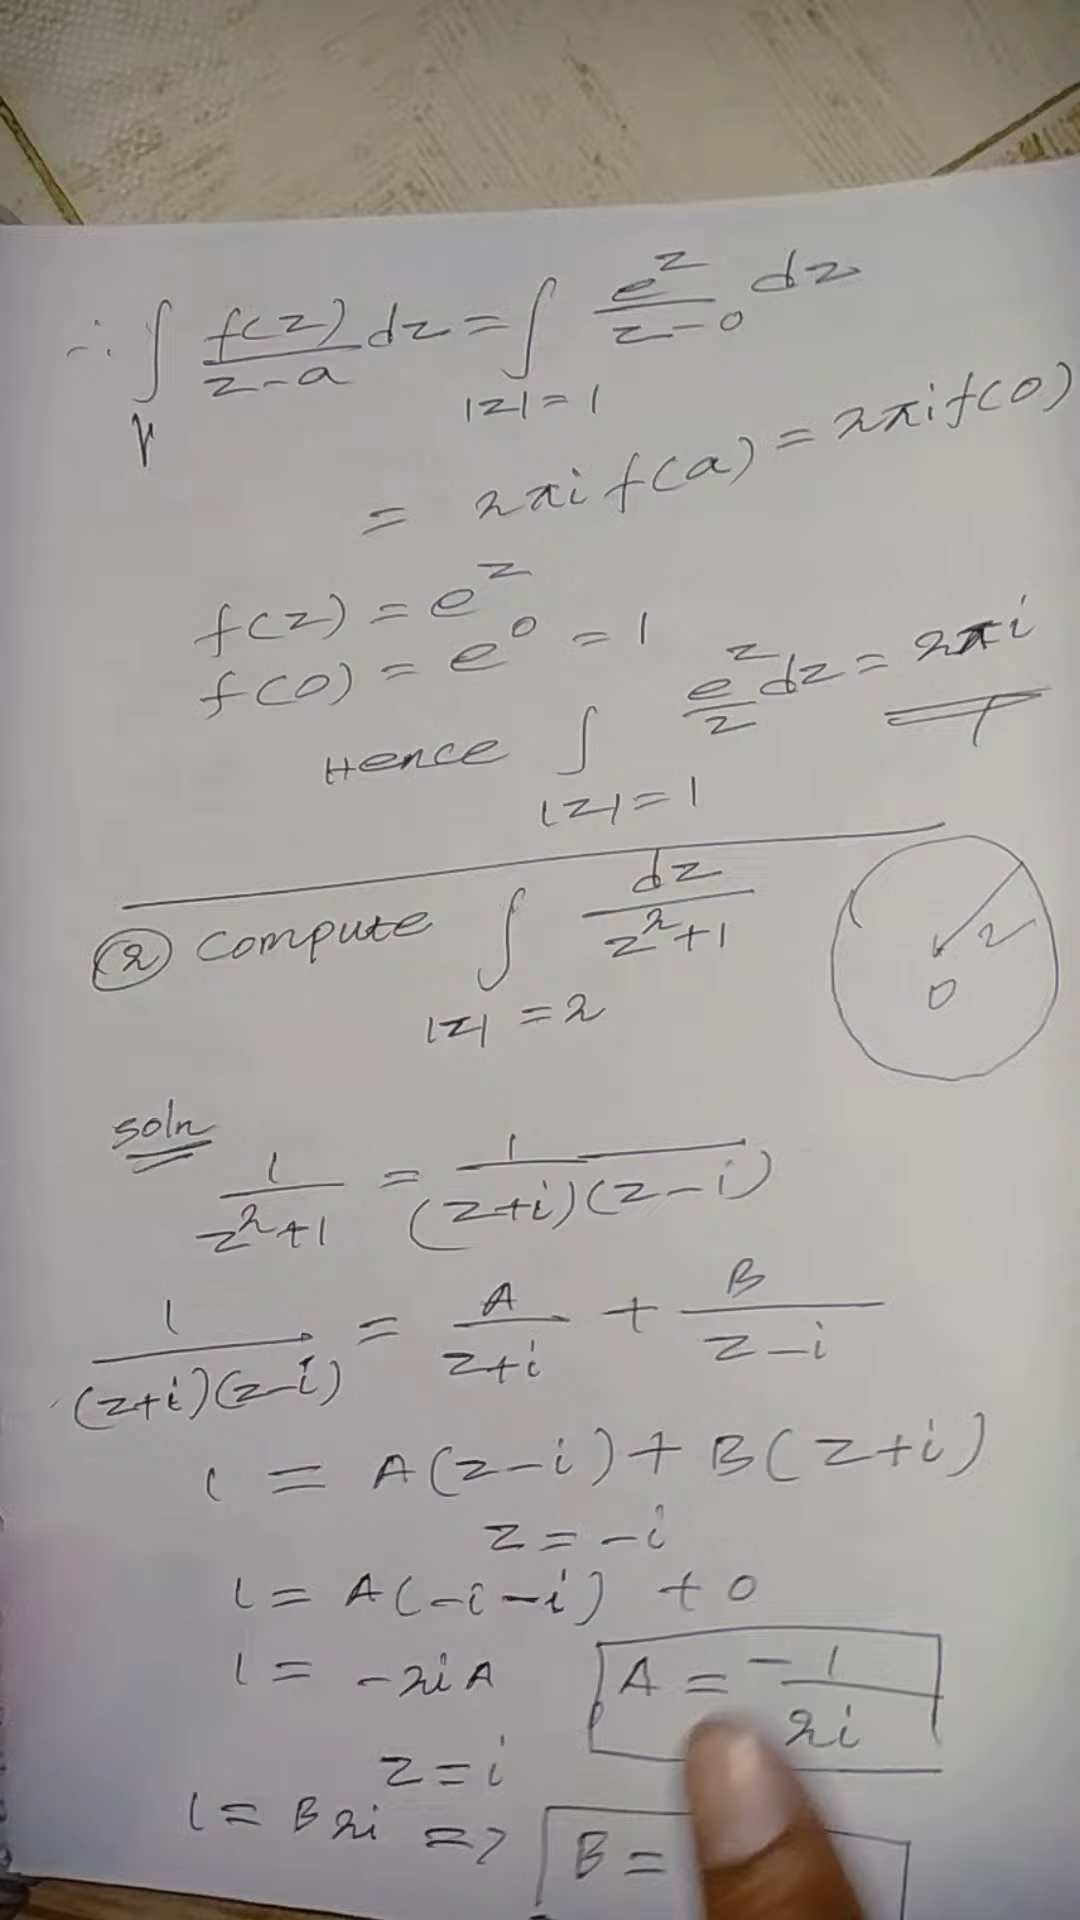 ∴ ∫ f(z)/z-a dz = ∫ e^z/z-0 dz
γ |z|=1
= 2πi f(a) = 2πi f(0)
f(z) = e^z
f(0) = e^0 = 1
Hence ∫ e^z/z dz = 2πi
|z|=1
② Compute ∫ dz/z²+1
|z| = 2
2
0
Soln
1/z²+1 = 1/(z+i)(z-i)
1/(z+i)(z-i) = A/z+i + B/z-i
1 = A(z-i) + B(z+i)
z = -i
1 = A(-i-i) + 0
1 = -2iA A = -1/2i
z = i
1 = B2i => B =